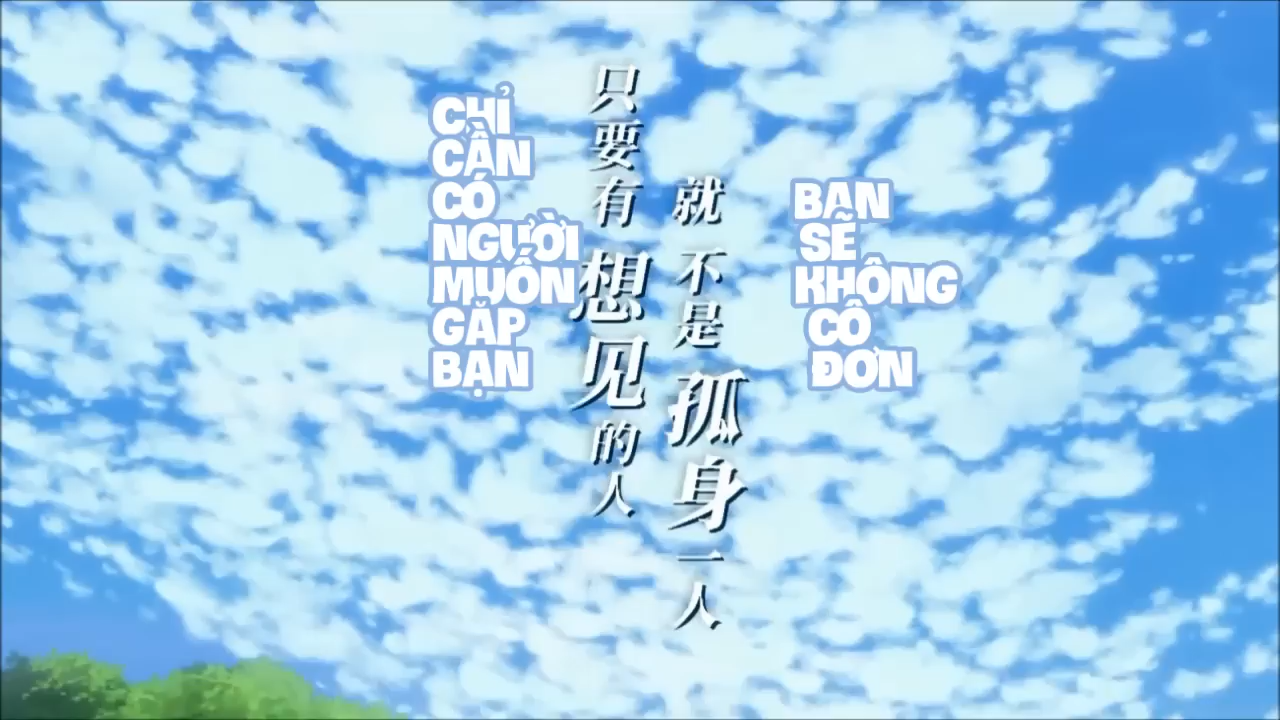 CHỈ
CẦN
CÓ
NGƯỜI
MUỐN
GẶP
BẠN
只要有想见的人
就不是孤身一人
BẠN
SẼ
KHÔNG
CÔ
ĐƠN